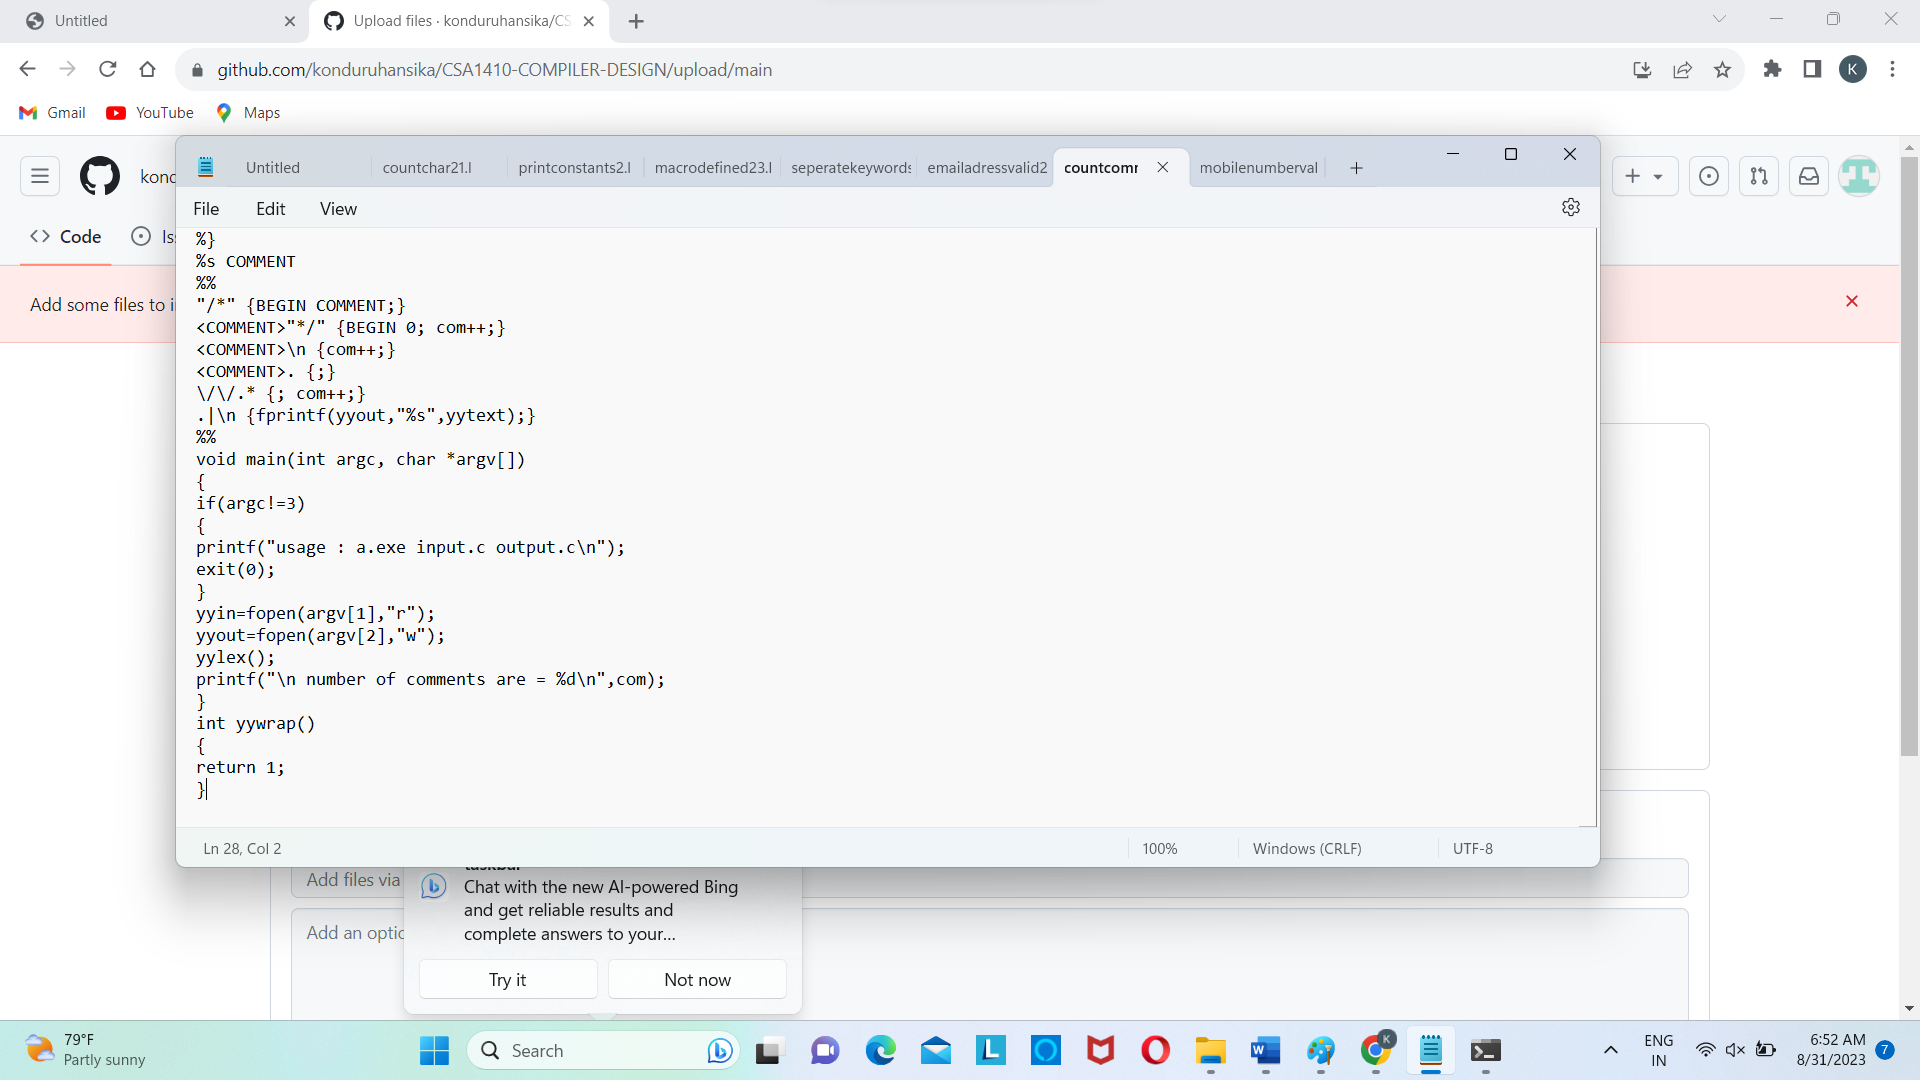 Untitled
Upload files · konduruhansika/CS
github.com/konduruhansika/CSA1410-COMPILER-DESIGN/upload/main
K
Gmail
YouTube
Maps
Untitled
countchar21.l
printconstants2.l
macrodefined23.l
seperatekeywords
emailadressvalid2
countcomm
mobilenumberval
kond
File
Edit
View
Code
Iss
Add some files to i
%}
%s COMMENT
%%
"/*" {BEGIN COMMENT;}
<COMMENT>"*/" {BEGIN 0; com++;}
<COMMENT>\n {com++;}
<COMMENT>. {;}
\/\/.* {; com++;}
.|\n {fprintf(yyout,"%s",yytext);}
%%
void main(int argc, char *argv[])
{
if(argc!=3)
{
printf("usage : a.exe input.c output.c\n");
exit(0);
}
yyin=fopen(argv[1],"r");
yyout=fopen(argv[2],"w");
yylex();
printf("\n number of comments are = %d\n",com);
}
int yywrap()
{
return 1;
}
Ln 28, Col 2
100%
Windows (CRLF)
UTF-8
Add files via
taskbar
Chat with the new AI-powered Bing
and get reliable results and
complete answers to your...
Add an optio
Try it
Not now
79°F
Partly sunny
Search
K
ENG
IN
6:52 AM
8/31/2023
7